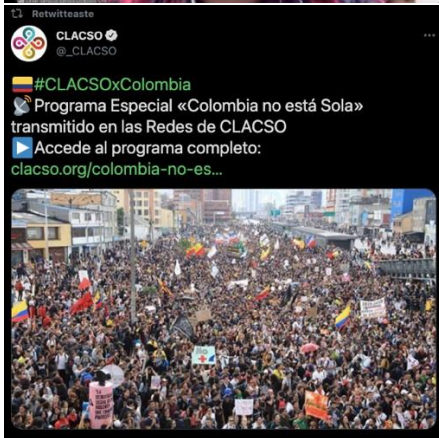 Retwitteaste
CLACSO
@_CLACSO
#CLACSOxColombia
Programa Especial «Colombia no está Sola»
transmitido en las Redes de CLACSO
Accede al programa completo:
clacso.org/colombia-no-es...